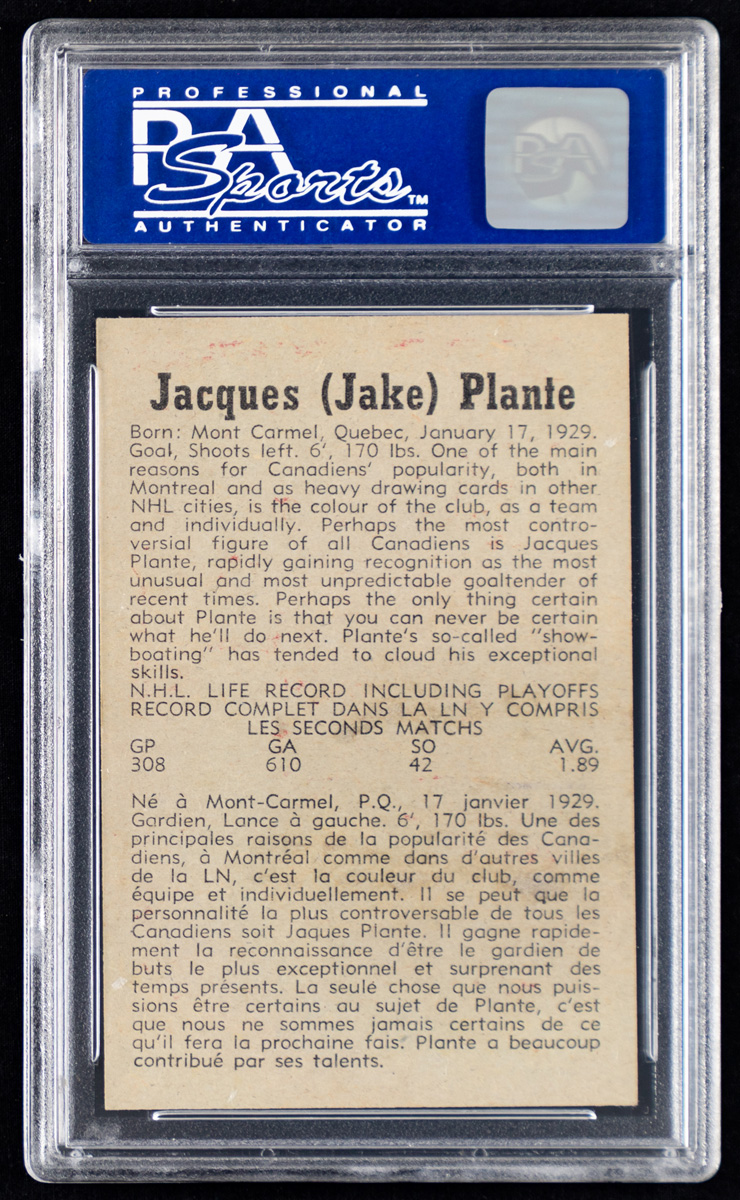 PROFESSIONAL
PSA
Sports™
AUTHENTICATOR
PSA
Jacques (Jake) Plante
Born: Mont Carmel, Quebec, January 17, 1929.
Goal, Shoots left. 6', 170 lbs. One of the main
reasons for Canadiens' popularity, both in
Montreal and as heavy drawing cards in other
NHL cities, is the colour of the club, as a team
and individually. Perhaps the most contro-
versial figure of all Canadiens is Jacques
Plante, rapidly gaining recognition as the most
unusual and most unpredictable goaltender of
recent times. Perhaps the only thing certain
about Plante is that you can never be certain
what he'll do next. Plante's so-called "show-
boating" has tended to cloud his exceptional
skills.
N.H.L. LIFE RECORD INCLUDING PLAYOFFS
RECORD COMPLET DANS LA LN Y COMPRIS
LES SECONDS MATCHS
GP GA SO AVG.
308 610 42 1.89
Né à Mont-Carmel, P.Q., 17 janvier 1929.
Gardien, Lance à gauche. 6', 170 lbs. Une des
principales raisons de la popularité des Cana-
diens, à Montréal comme dans d'autres villes
de la LN, c'est la couleur du club, comme
équipe et individuellement. Il se peut que la
personnalité la plus controversable de tous les
Canadiens soit Jaques Plante. Il gagne rapide-
ment la reconnaissance d'être le gardien de
buts le plus exceptionnel et surprenant des
temps présents. La seule chose que nous puis-
sions être certains au sujet de Plante, c'est
que nous ne sommes jamais certains de ce
qu'il fera la prochaine fais. Plante a beaucoup
contribué par ses talents.